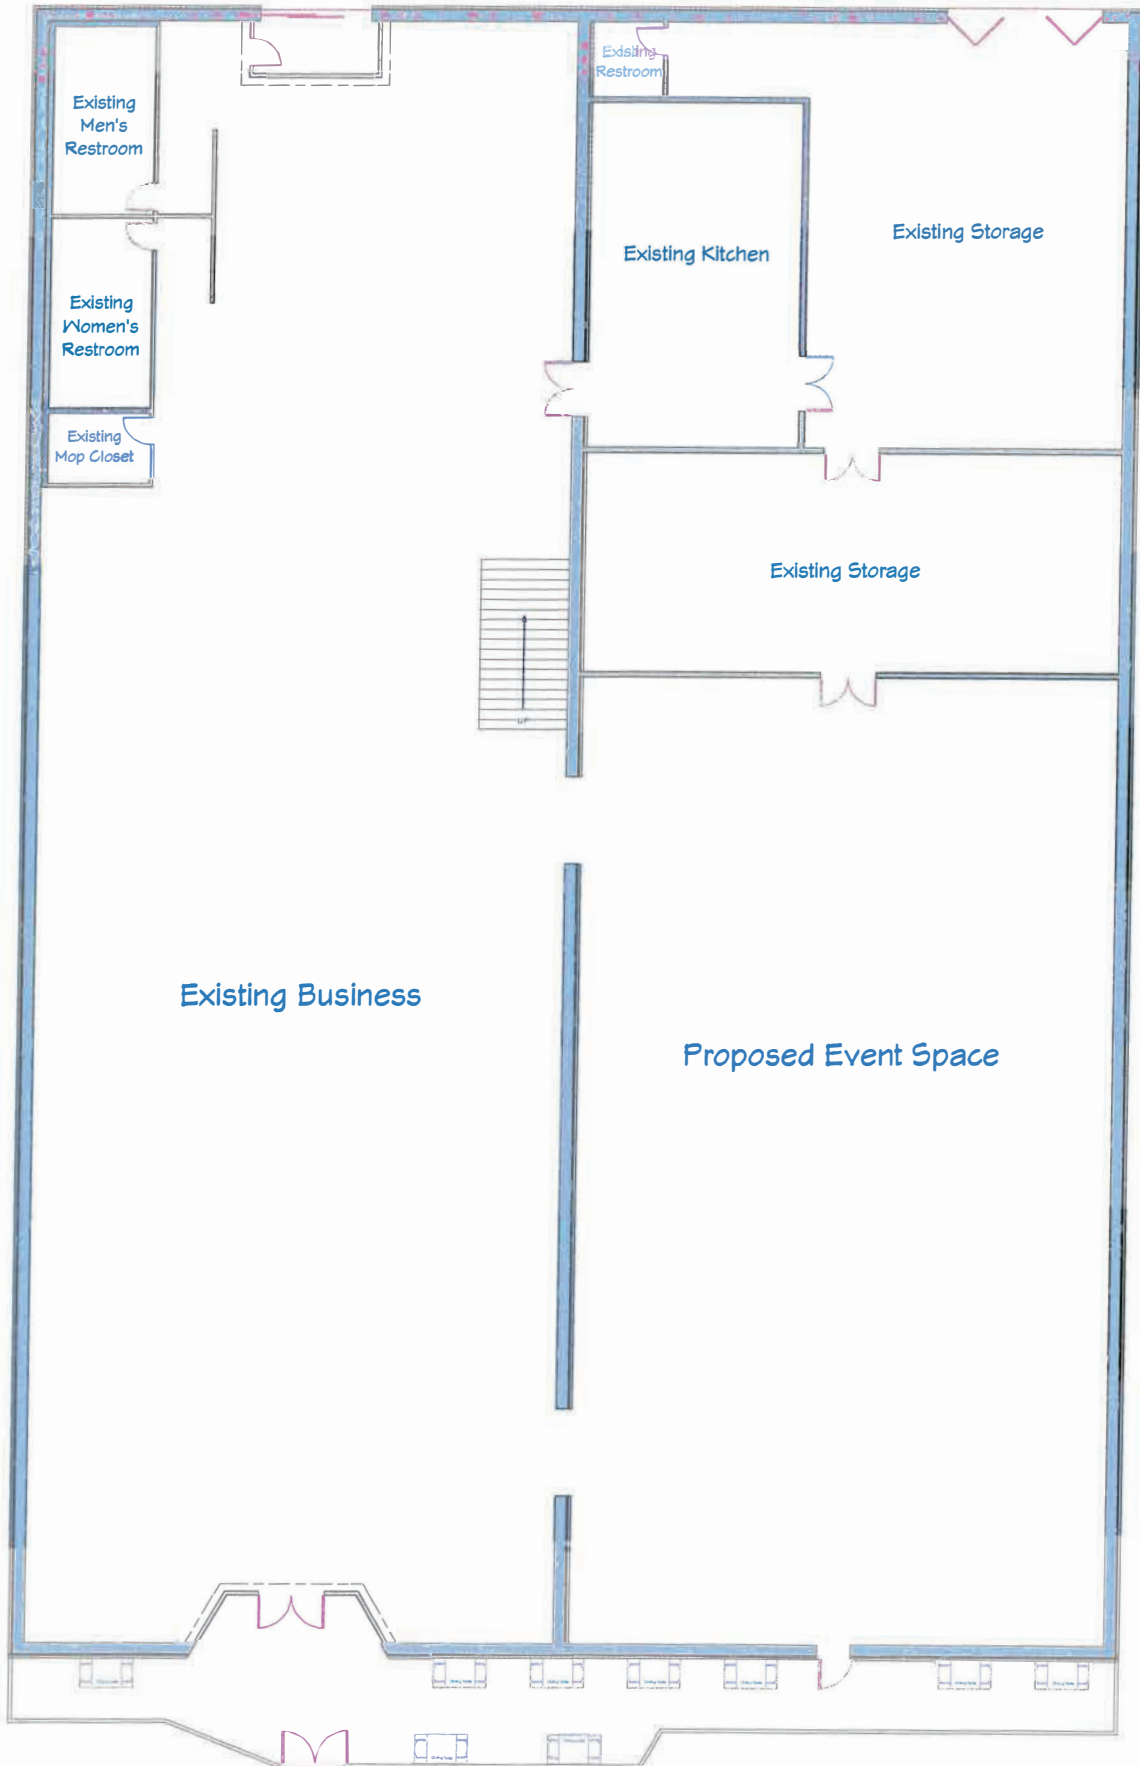 Existing
Restroom
Existing
Men's
Restroom
Existing Storage
Existing Kitchen
Existing
Women's
Restroom
Existing
Mop Closet
Existing Storage
UP
Existing Business
Proposed Event Space